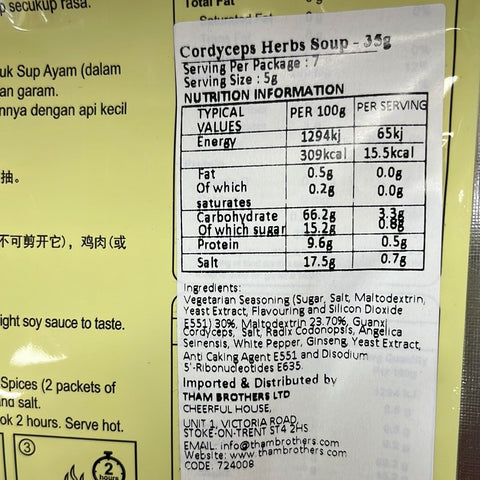 p secukup rasa.
uk Sup Ayam (dalam
an garam.
nnya dengan api kecil
抽。
不可剪开它), 鸡肉(或
ight soy sauce to taste.
Spices (2 packets of
nd salt.
ok 2 hours. Serve hot.
3
2
hours
Total Fat
Saturated Fat
Cordyceps Herbs Soup - 35g
Serving Per Package : 7
Serving Size : 5g
NUTRITION INFORMATION
TYPICAL VALUES PER 100g PER SERVING
Energy 1294kj 65kj
309kcal 15.5kcal
Fat 0.5g 0.0g
Of which saturates 0.2g 0.0g
Carbohydrate 66.2g 3.3g
Of which sugar 15.2g 0.8g
Protein 9.6g 0.5g
Salt 17.5g 0.7g
Ingredients:
Vegetarian Seasoning (Sugar, Salt, Maltodextrin,
Yeast Extract, Flavouring and Silicon Dioxide
E551) 30%, Maltodextrin 23.70%, Guanxi
Cordyceps, Salt, Radix Codonopsis, Angelica
Seinensis, White Pepper, Ginseng, Yeast Extract,
Anti Caking Agent E551 and Disodium
5'-Ribonucleotides E635.
Imported & Distributed by
THAM BROTHERS LTD
CHEERFUL HOUSE,
UNIT 1, VICTORIA ROAD,
STOKE-ON-TRENT ST4 2HS
EMAIL: info@thambrothers.com
Website: www.thambrothers.com
CODE: 724008